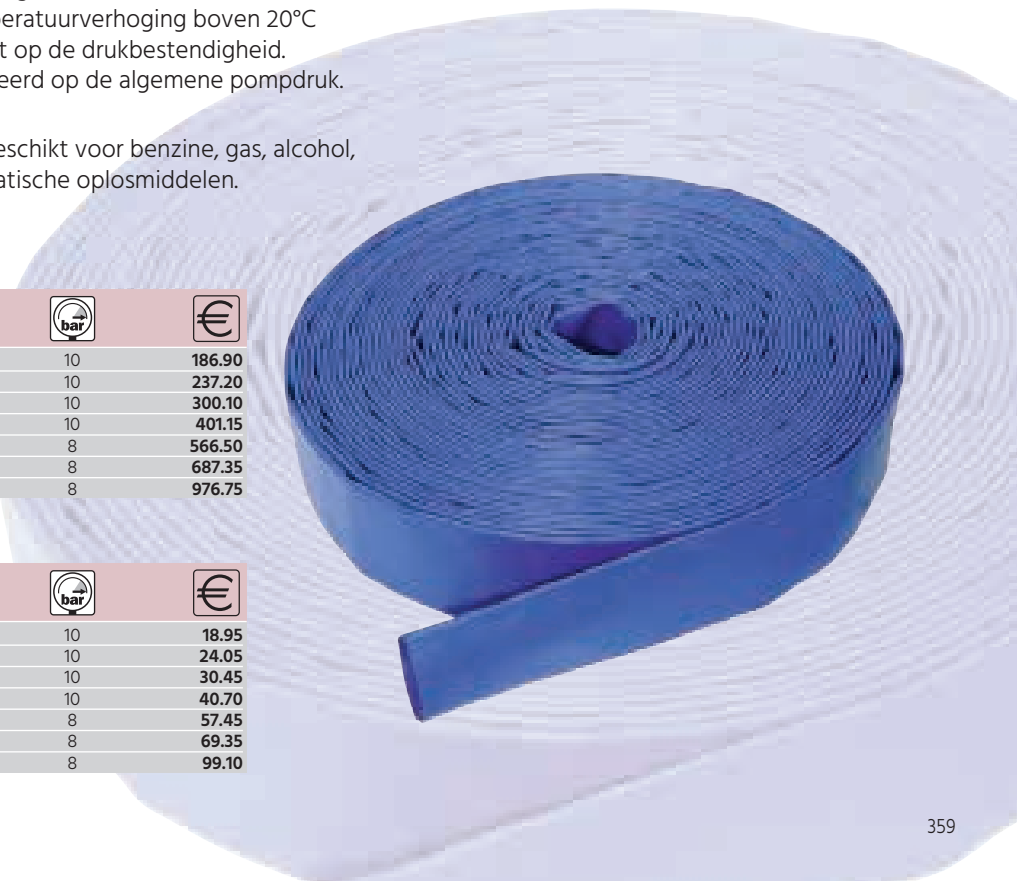 eratuurverhoging boven 20°C
t op de drukbestendigheid.
eerd op de algemene pompdruk.
eschikt voor benzine, gas, alcohol,
atische oplosmiddelen.
bar €
10 186.90
10 237.20
10 300.10
10 401.15
8 566.50
8 687.35
8 976.75
bar €
10 18.95
10 24.05
10 30.45
10 40.70
8 57.45
8 69.35
8 99.10
359